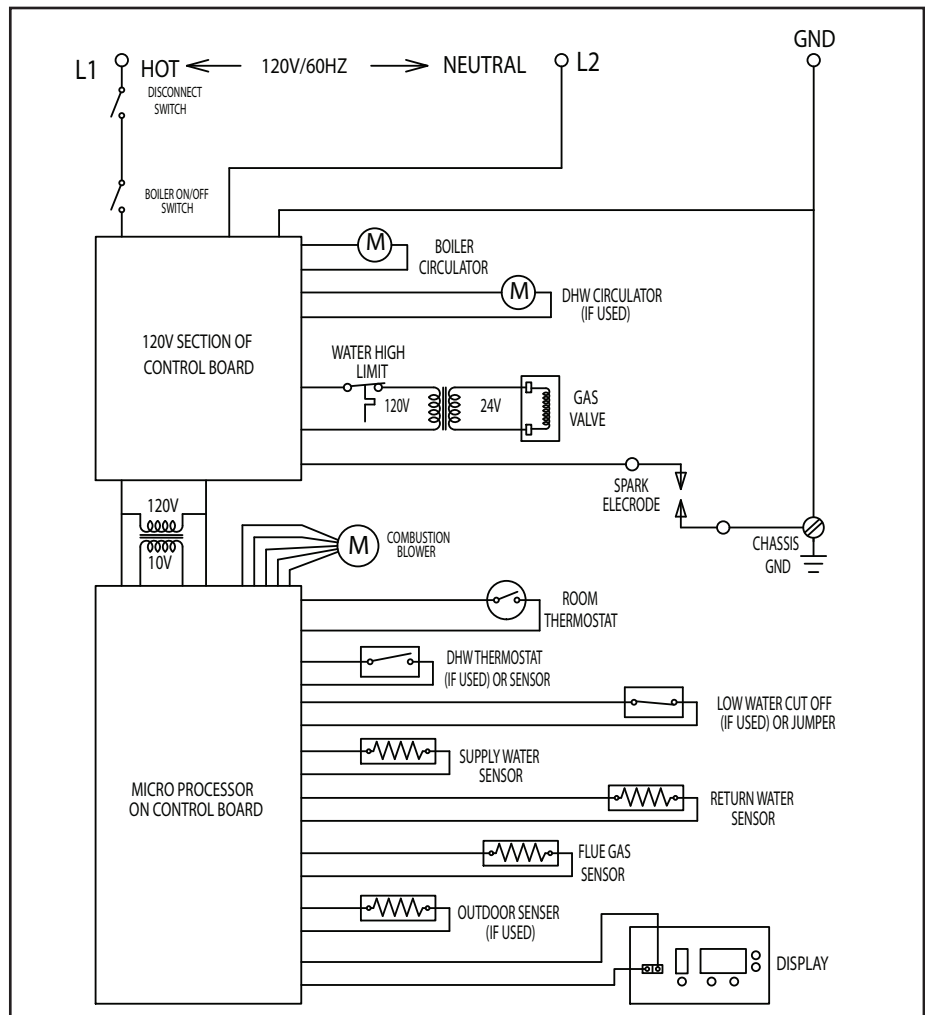 GND
L1 HOT 120V/60HZ NEUTRAL L2
DISCONNECT
SWITCH
BOILER ON/OFF
SWITCH
M
BOILER
CIRCULATOR
M
DHW CIRCULATOR
(IF USED)
120V SECTION OF
CONTROL BOARD
WATER HIGH
LIMIT
120V
24V
GAS
VALVE
SPARK
ELECRODE
CHASSIS
GND
120V
10V
M
COMBUSTION
BLOWER
ROOM
THERMOSTAT
DHW THERMOSTAT
(IF USED) OR SENSOR
LOW WATER CUT OFF
(IF USED) OR JUMPER
MICRO PROCESSOR
ON CONTROL BOARD
SUPPLY WATER
SENSOR
RETURN WATER
SENSOR
FLUE GAS
SENSOR
OUTDOOR SENSER
(IF USED)
DISPLAY